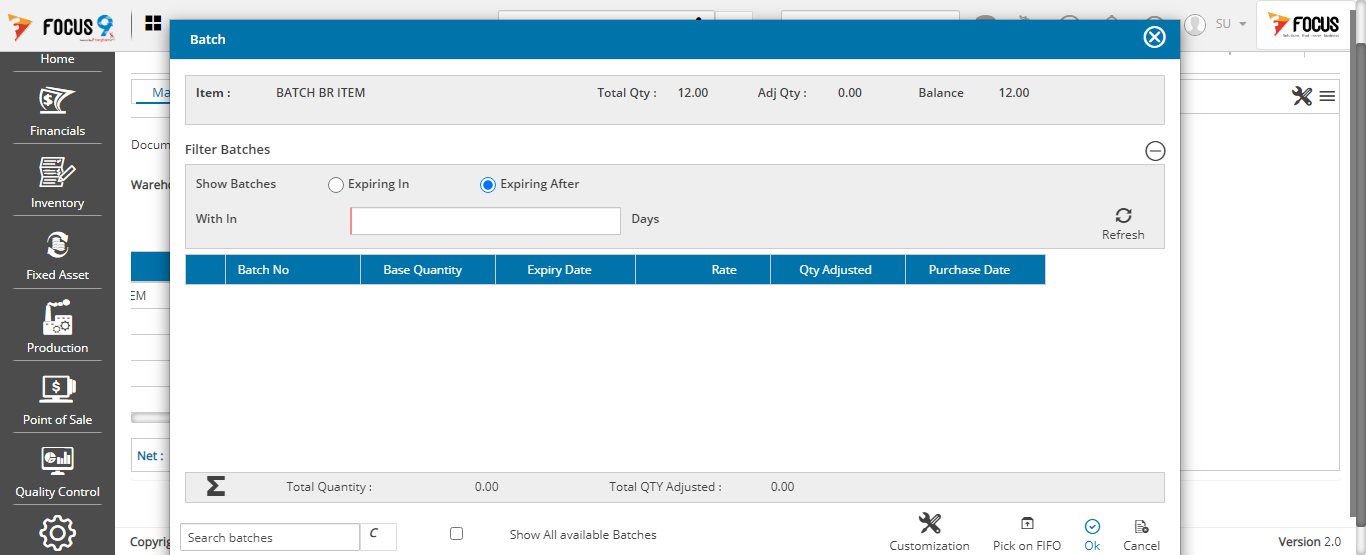 FOCUS 9
SU
FOCUS
Batch
Home
Item :
BATCH BR ITEM
Total Qty :
12.00
Adj Qty :
0.00
Balance
12.00
Ma
Financials
Docum
Filter Batches
Show Batches
Expiring In
Expiring After
Wareho
Inventory
With In
Days
Refresh
Fixed Asset
Batch No
Base Quantity
Expiry Date
Rate
Qty Adjusted
Purchase Date
EM
Production
Point of Sale
Net :
Quality Control
Σ
Total Quantity :
0.00
Total QTY Adjusted :
0.00
Search batches
C
Show All available Batches
Customization
Pick on FIFO
Ok
Cancel
Copyrig
Version 2.0